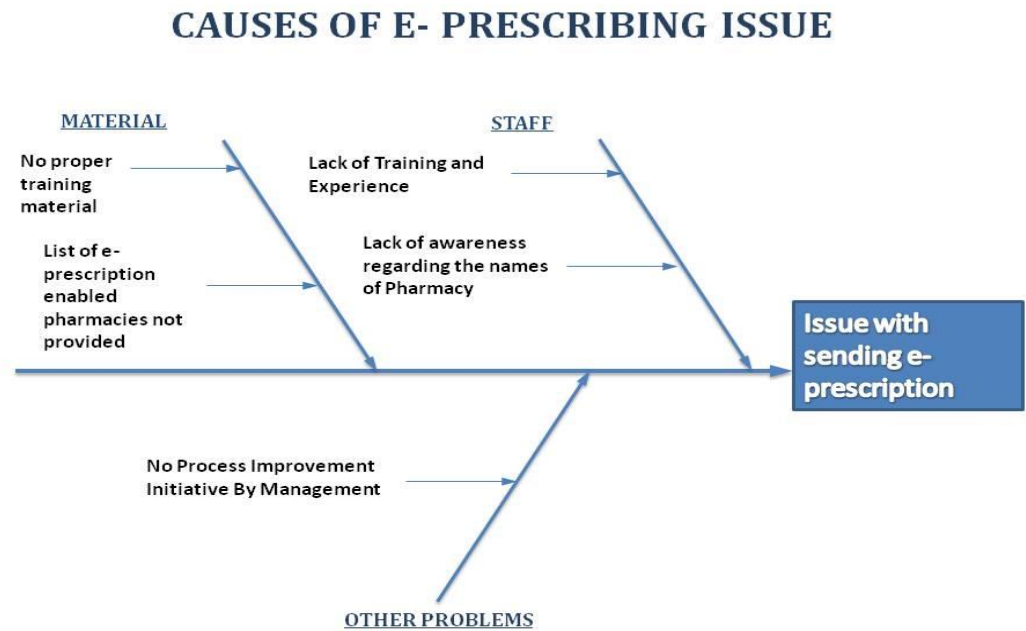 CAUSES OF E- PRESCRIBING ISSUE
MATERIAL
No proper
training
material
List of e-
prescription
enabled
pharmacies not
provided
STAFF
Lack of Training and
Experience
Lack of awareness
regarding the names
of Pharmacy
Issue with
sending e-
prescription
No Process Improvement
Initiative By Management
OTHER PROBLEMS